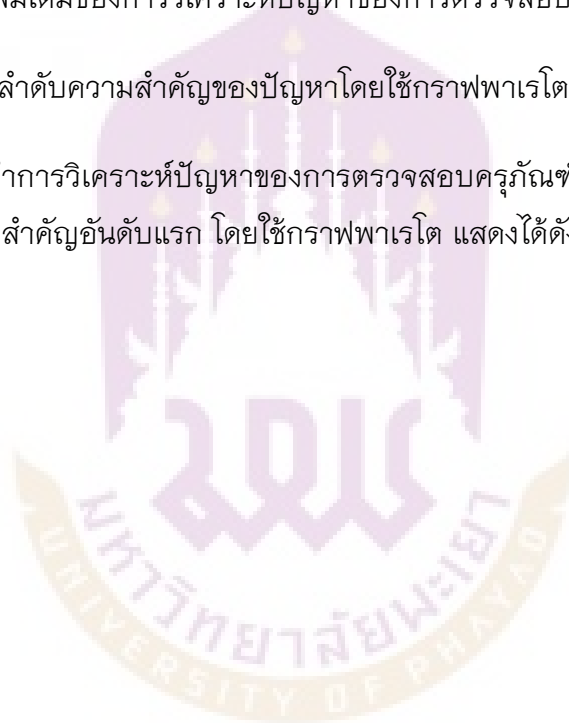 ของการวิเคราะห์ปัญหาของการตรวจสอบ
ลำดับความสำคัญของปัญหาโดยใช้กราฟพาเรโต
การวิเคราะห์ปัญหาของการตรวจสอบครุภัณฑ
สำคัญอันดับแรก โดยใช้กราฟพาเรโต แสดงได้ดัง
มหาวิทยาลัยพะเยา
UNIVERSITY OF PHAYAO